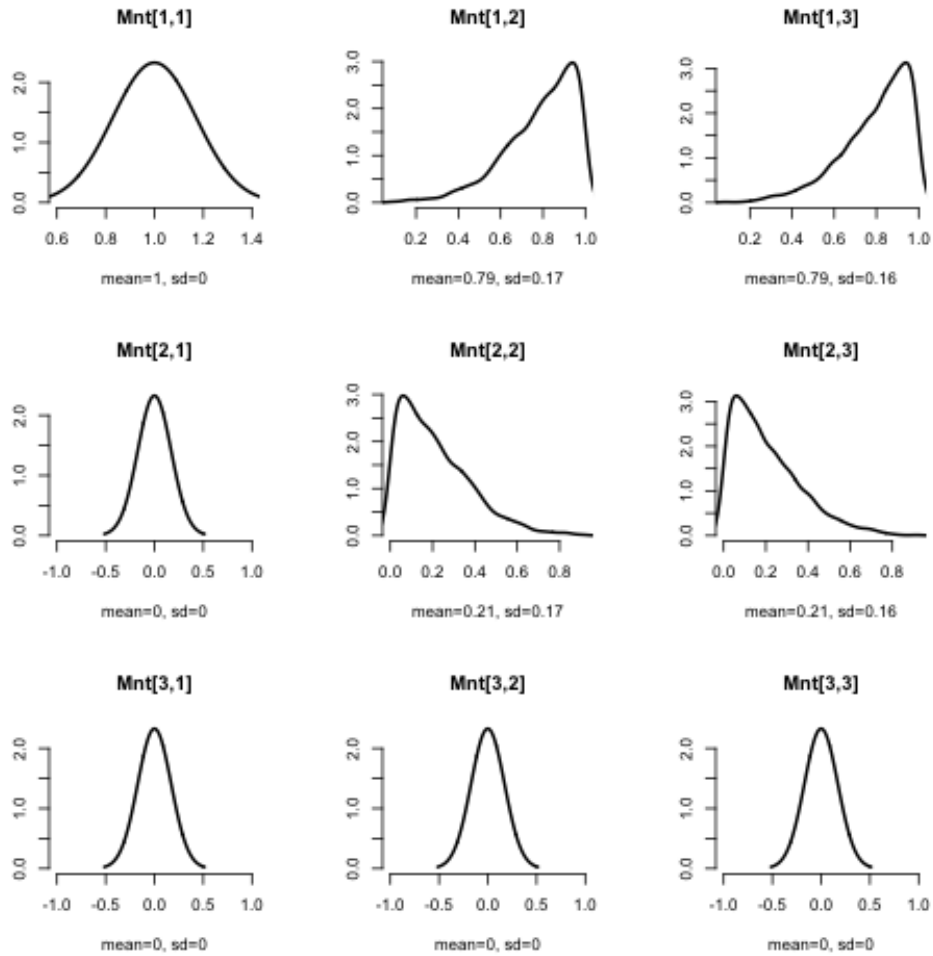 Mnt[1,1] Mnt[1,2] Mnt[1,3]
2.0 1.0 0.0
3.0 2.0 1.0 0.0
3.0 2.0 1.0 0.0
0.6 0.8 1.0 1.2 1.4
0.2 0.4 0.6 0.8 1.0
0.2 0.4 0.6 0.8 1.0
mean=1, sd=0
mean=0.79, sd=0.17
mean=0.79, sd=0.16
Mnt[2,1] Mnt[2,2] Mnt[2,3]
2.0 1.0 0.0
3.0 2.0 1.0 0.0
3.0 2.0 1.0 0.0
-1.0 -0.5 0.0 0.5 1.0
0.0 0.2 0.4 0.6 0.8
0.0 0.2 0.4 0.6 0.8
mean=0, sd=0
mean=0.21, sd=0.17
mean=0.21, sd=0.16
Mnt[3,1] Mnt[3,2] Mnt[3,3]
2.0 1.0 0.0
2.0 1.0 0.0
2.0 1.0 0.0
-1.0 -0.5 0.0 0.5 1.0
-1.0 -0.5 0.0 0.5 1.0
-1.0 -0.5 0.0 0.5 1.0
mean=0, sd=0
mean=0, sd=0
mean=0, sd=0